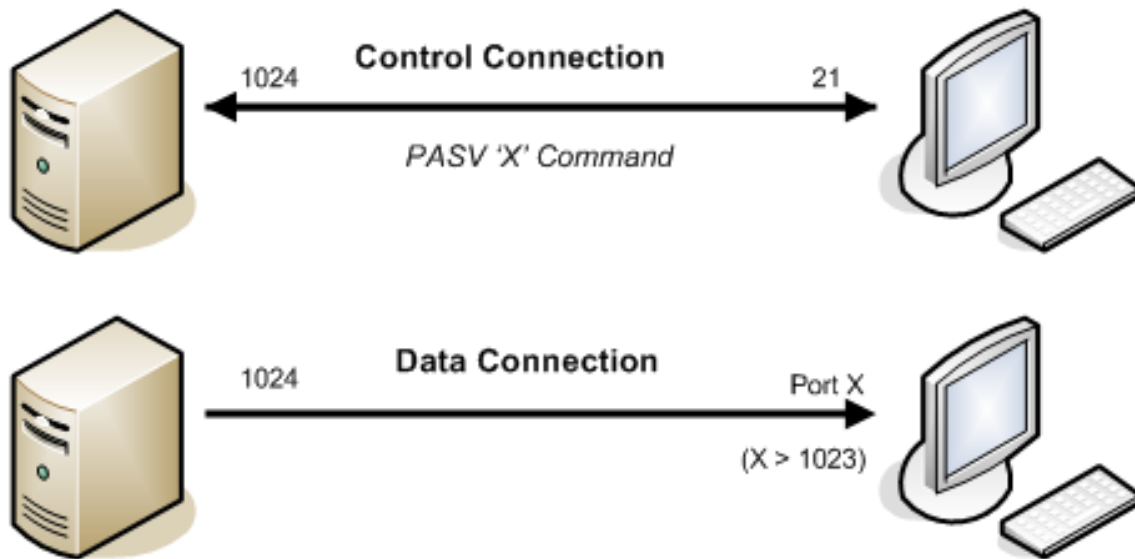 Control Connection
1024
21
PASV ‘X’ Command
Data Connection
1024
Port X
(X > 1023)